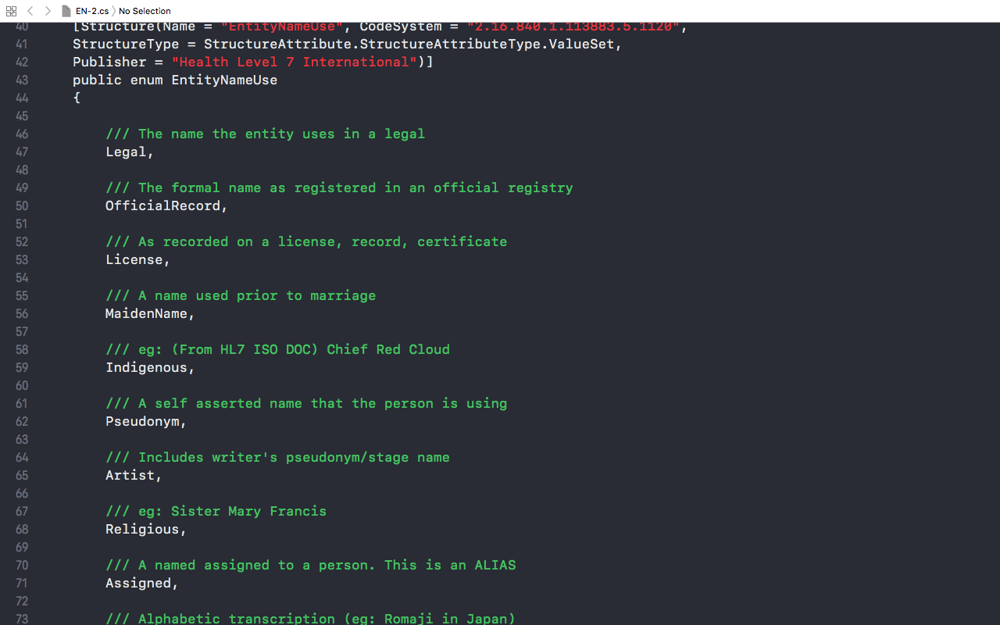 EN-2.cs No Selection
40 [Structure(Name = "EntityNameUse", CodeSystem = "2.16.840.1.113883.5.1120",
41 StructureType = StructureAttribute.StructureAttributeType.ValueSet,
42 Publisher = "Health Level 7 International")]
43 public enum EntityNameUse
44 {
45
46 /// The name the entity uses in a legal
47 Legal,
48
49 /// The formal name as registered in an official registry
50 OfficialRecord,
51
52 /// As recorded on a license, record, certificate
53 License,
54
55 /// A name used prior to marriage
56 MaidenName,
57
58 /// eg: (From HL7 ISO DOC) Chief Red Cloud
59 Indigenous,
60
61 /// A self asserted name that the person is using
62 Pseudonym,
63
64 /// Includes writer's pseudonym/stage name
65 Artist,
66
67 /// eg: Sister Mary Francis
68 Religious,
69
70 /// A named assigned to a person. This is an ALIAS
71 Assigned,
72
73 /// Alphabetic transcription (eg: Romaji in Japan)